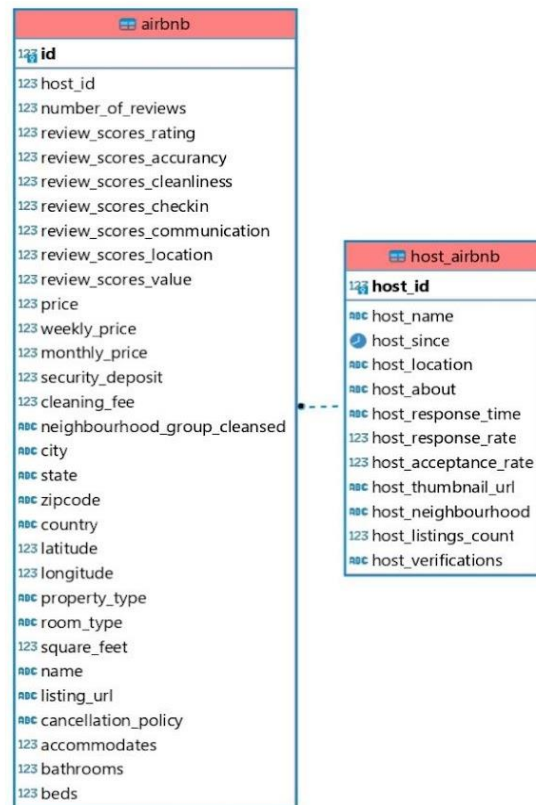 airbnb
123 id
123 host_id
123 number_of_reviews
123 review_scores_rating
123 review_scores_accurancy
123 review_scores_cleanliness
123 review_scores_checkin
123 review_scores_communication
123 review_scores_location
123 review_scores_value
123 price
123 weekly_price
123 monthly_price
123 security_deposit
123 cleaning_fee
ABC neighbourhood_group_cleansed
ABC city
ABC state
ABC zipcode
ABC country
123 latitude
123 longitude
ABC property_type
ABC room_type
123 square_feet
ABC name
ABC listing_url
ABC cancellation_policy
123 accommodates
123 bathrooms
123 beds
host_airbnb
123 host_id
ABC host_name
host_since
ABC host_location
ABC host_about
ABC host_response_time
123 host_response_rate
123 host_acceptance_rate
ABC host_thumbnail_url
ABC host_neighbourhood
123 host_listings_count
ABC host_verifications